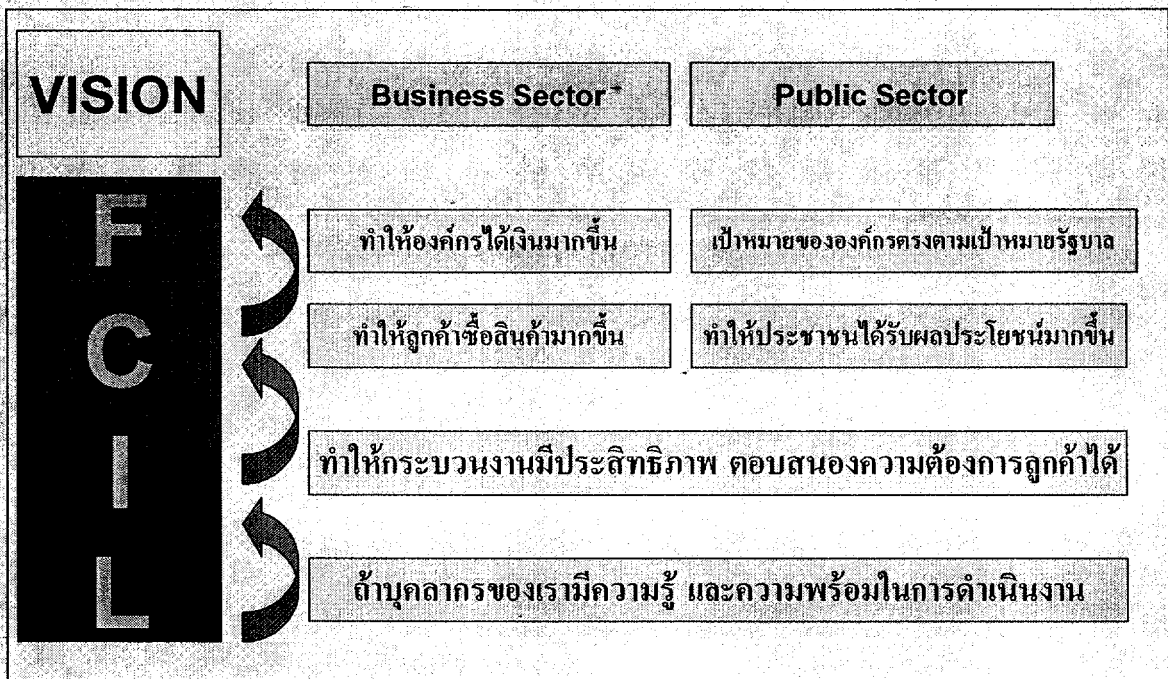 VISION
Business Sector
Public Sector
F
ทำให้องค์กรได้เงินมากขึ้น
เป้าหมายขององค์กรตรงตามเป้าหมายรัฐบาล
C
ทำให้ลูกค้าซื้อสินค้ามากขึ้น
ทำให้ประชาชนได้รับผลประโยชน์มากขึ้น
I
ทำให้กระบวนงานมีประสิทธิภาพ ตอบสนองความต้องการลูกค้าได้
L
ถ้าบุคลากรของเรามีความรู้ และความพร้อมในการดำเนินงาน